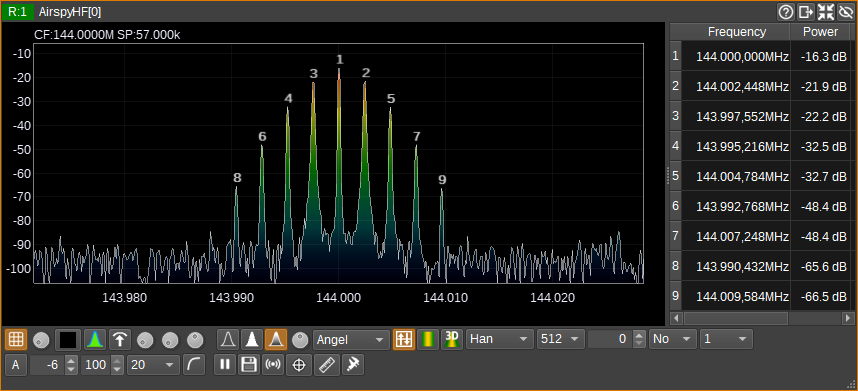 R:1 AirspyHF[0]
CF:144.0000M SP:57.000k
-10
-20
-30
-40
-50
-60
-70
-80
-90
-100
1
3
2
4
5
6
7
8
9
143.980 143.990 144.000 144.010 144.020
Frequency Power
1 144.000,000MHz -16.3 dB
2 144.002,448MHz -21.9 dB
3 143.997,552MHz -22.2 dB
4 143.995,216MHz -32.5 dB
5 144.004,784MHz -32.7 dB
6 143.992,768MHz -48.4 dB
7 144.007,248MHz -48.4 dB
8 143.990,432MHz -65.6 dB
9 144.009,584MHz -66.5 dB
Angel 3D Han 512 0 No 1
A -6 100 20